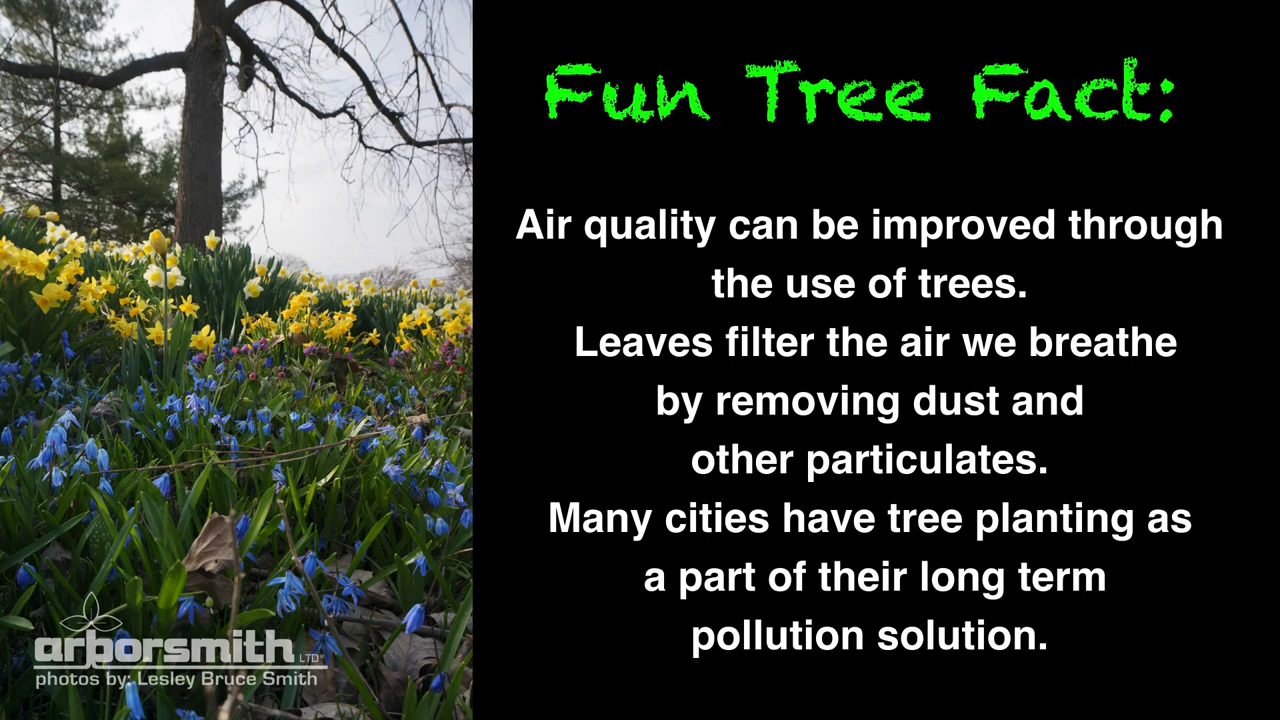 Fun Tree Fact:
Air quality can be improved through
the use of trees.
Leaves filter the air we breathe
by removing dust and
other particulates.
Many cities have tree planting as
a part of their long term
pollution solution.
arborsmith LTD
photos by: Lesley Bruce Smith